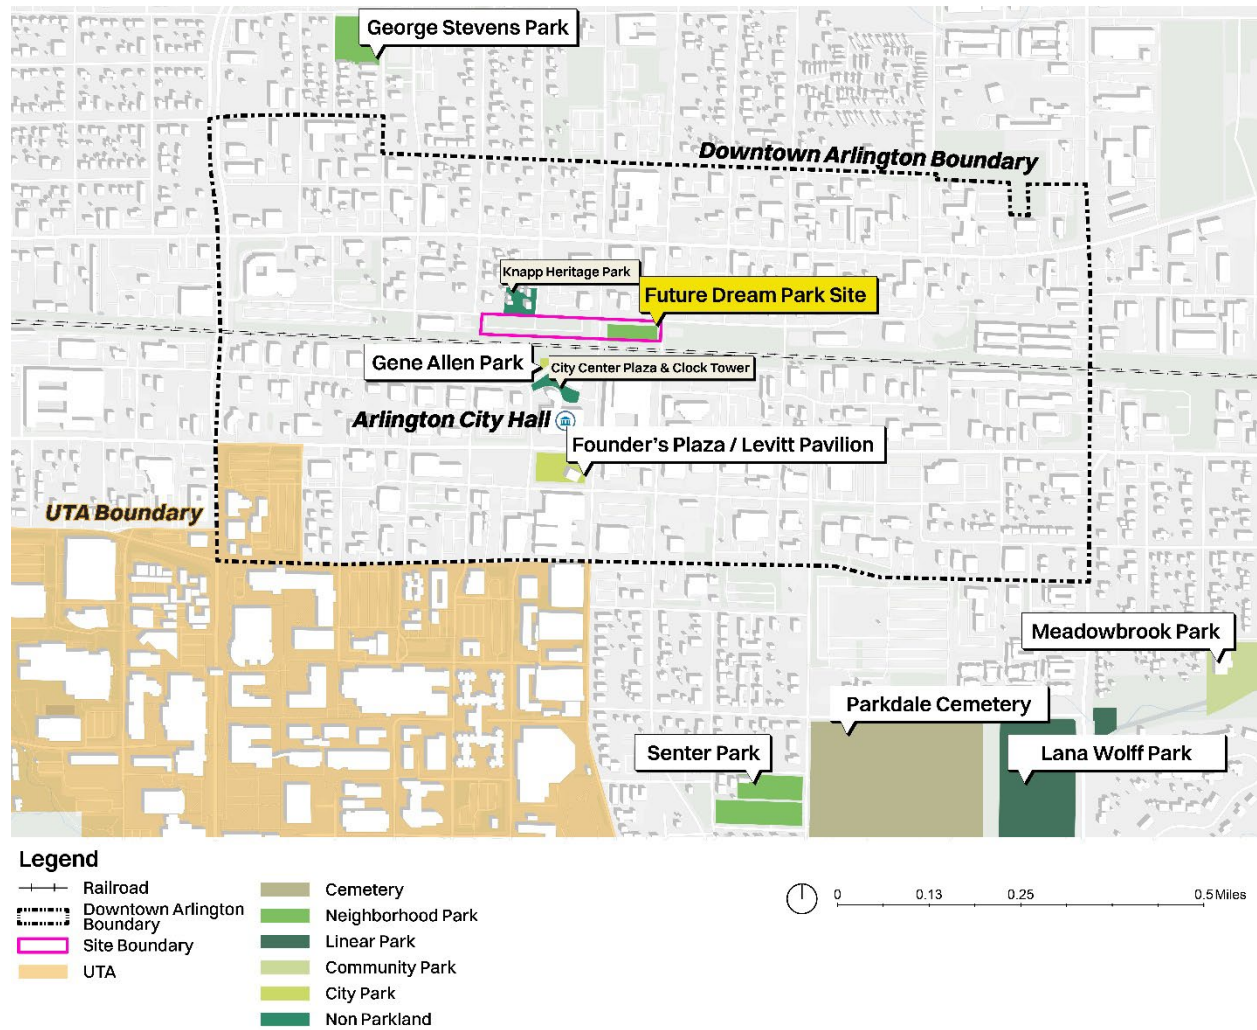 George Stevens Park
Downtown Arlington Boundary
Knapp Heritage Park
Future Dream Park Site
Gene Allen Park
City Center Plaza & Clock Tower
Arlington City Hall
Founder's Plaza / Levitt Pavilion
UTA Boundary
Meadowbrook Park
Parkdale Cemetery
Senter Park
Lana Wolff Park
Legend
Railroad
Downtown Arlington
Boundary
Site Boundary
UTA
Cemetery
Neighborhood Park
Linear Park
Community Park
City Park
Non Parkland
0 0.13 0.25 0.5 Miles